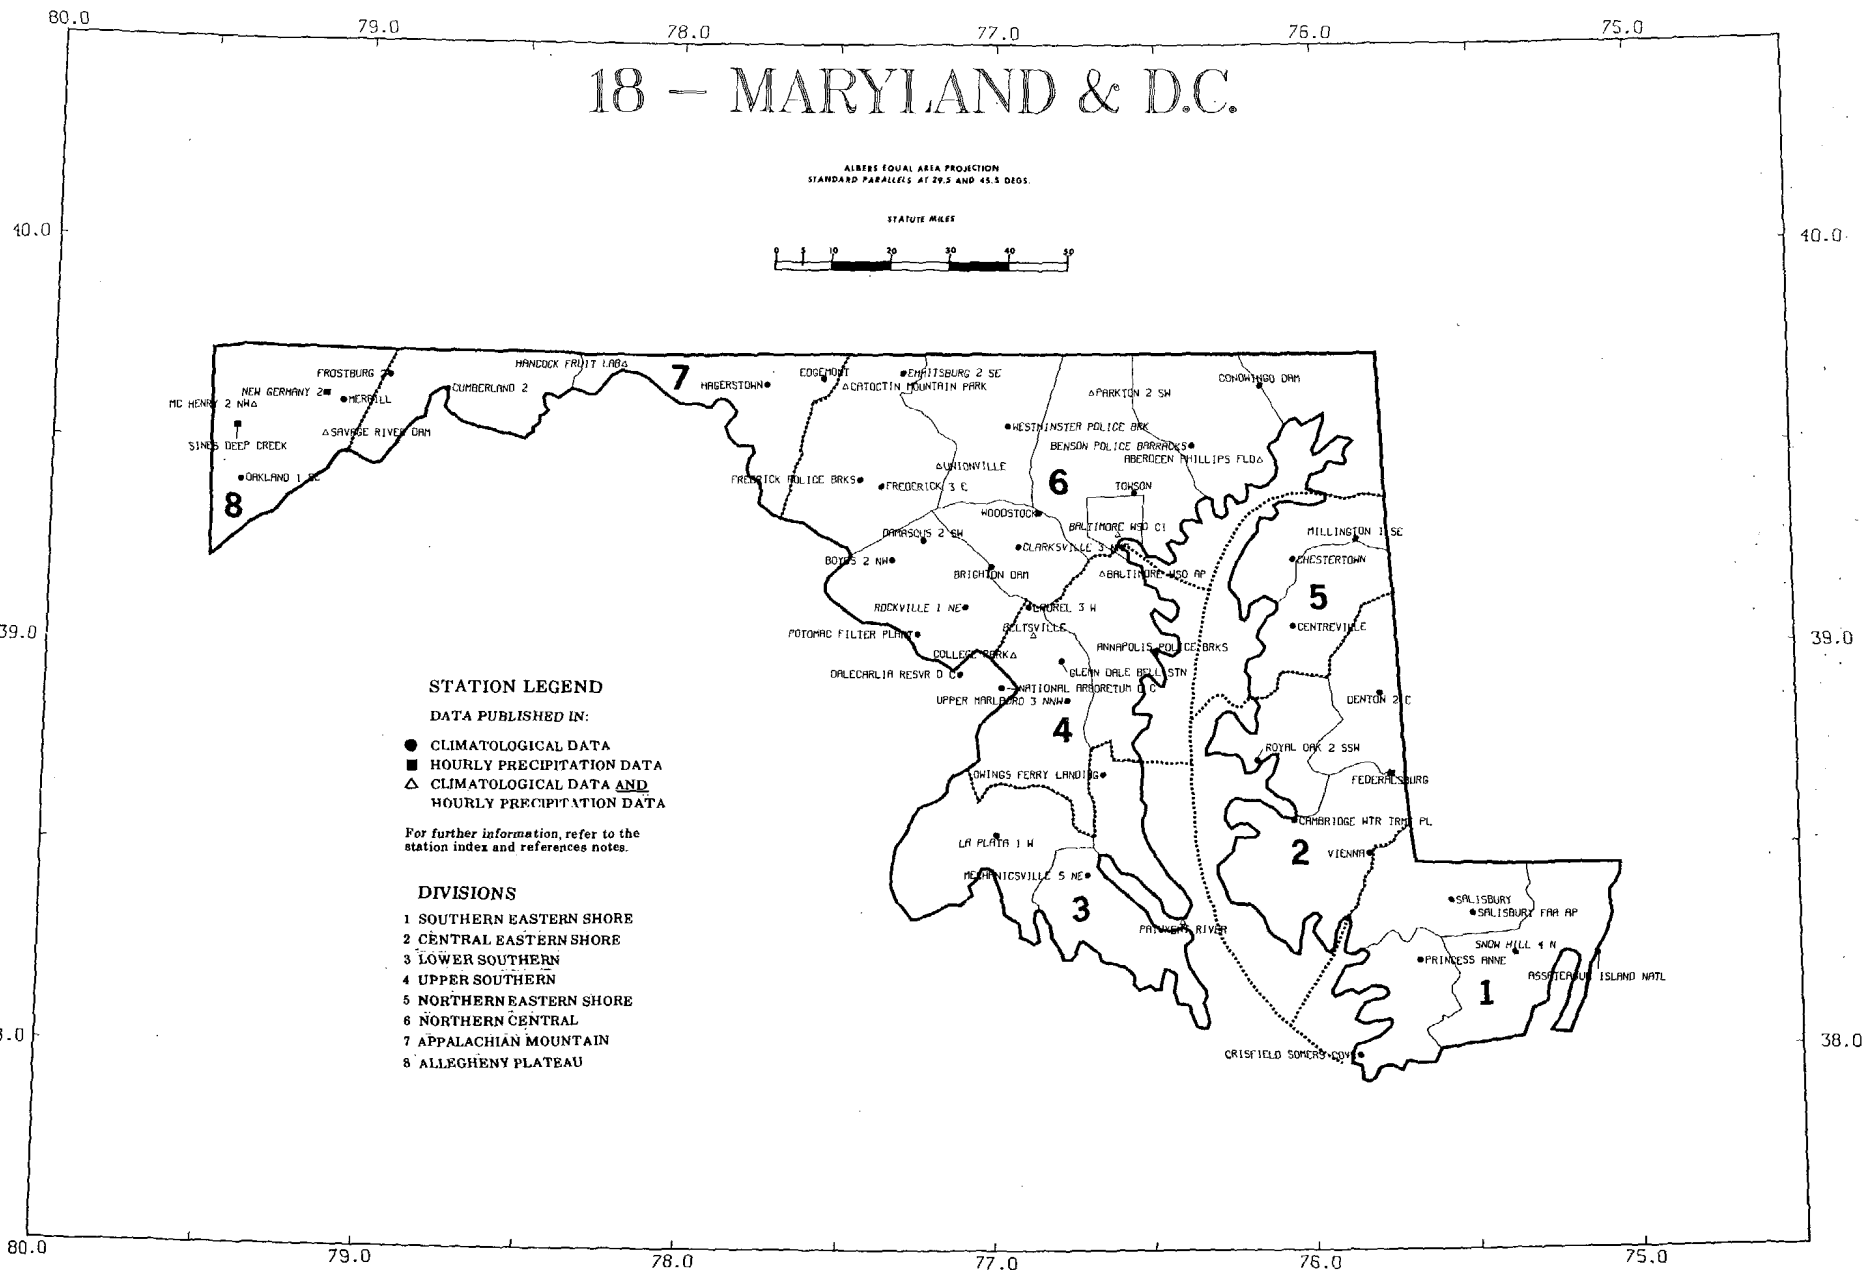 80.0
79.0
78.0
77.0
76.0
75.0
18 — MARYLAND & D.C.
ALBERS EQUAL AREA PROJECTION
STANDARD PARALLELS AT 29.5 AND 45.5 DEGS.
STATUTE MILES
0 5 10 20 30 40 50
40.0
40.0
HANCOCK FRUIT LAB
FROSTBURG 2
7
HAGERSTOWN
EDGEMONT
EMMITSBURG 2 SE
CATOCTIN MOUNTAIN PARK
CONOWINGO DAM
NEW GERMANY 2
CUMBERLAND 2
PARKTON 2 SW
MC HENRY 2 NW
MERRILL
SAVAGE RIVER DAM
WESTMINSTER POLICE BRK
SINES DEEP CREEK
BENSON POLICE BARRACKS
ABERDEEN PHILLIPS FLD
UNIONVILLE
OAKLAND 1 SE
FREDRICK POLICE BRKS
FREDERICK 3 E
6
TOWSON
8
WOODSTOCK
BALTIMORE WSO CI
DAMASCUS 2 SW
MILLINGTON 1 SE
CLARKSVILLE 3
BOYDS 2 NW
CHESTERTOWN
BRIGHTON DAM
BALTIMORE WSO AP
5
ROCKVILLE 1 NE
LAUREL 3 W
BELTSVILLE
CENTREVILLE
39.0
39.0
POTOMAC FILTER PLANT
COLLEGE PARK
ANNAPOLIS POLICE BRKS
DALECARLIA RESVR D C
GLENN DALE BELL STN
NATIONAL ARBORETUM D C
UPPER MARLBORO 3 NNW
DENTON 2 E
4
ROYAL OAK 2 SSW
OWINGS FERRY LANDING
FEDERALSBURG
CAMBRIDGE WTR TRMT PL
LA PLATA 1 W
2
VIENNA
MECHANICSVILLE 5 NE
3
SALISBURY
SALISBURY FAA AP
PATUXENT RIVER
SNOW HILL 4 N
PRINCESS ANNE
ASSATEAGUE ISLAND NATL
1
CRISFIELD SOMERS COVE
STATION LEGEND
DATA PUBLISHED IN:
CLIMATOLOGICAL DATA
HOURLY PRECIPITATION DATA
CLIMATOLOGICAL DATA AND
HOURLY PRECIPITATION DATA
For further information, refer to the
station index and references notes.
DIVISIONS
1 SOUTHERN EASTERN SHORE
2 CENTRAL EASTERN SHORE
3 LOWER SOUTHERN
4 UPPER SOUTHERN
5 NORTHERN EASTERN SHORE
6 NORTHERN CENTRAL
7 APPALACHIAN MOUNTAIN
8 ALLEGHENY PLATEAU
8.0
38.0
80.0
79.0
78.0
77.0
76.0
75.0